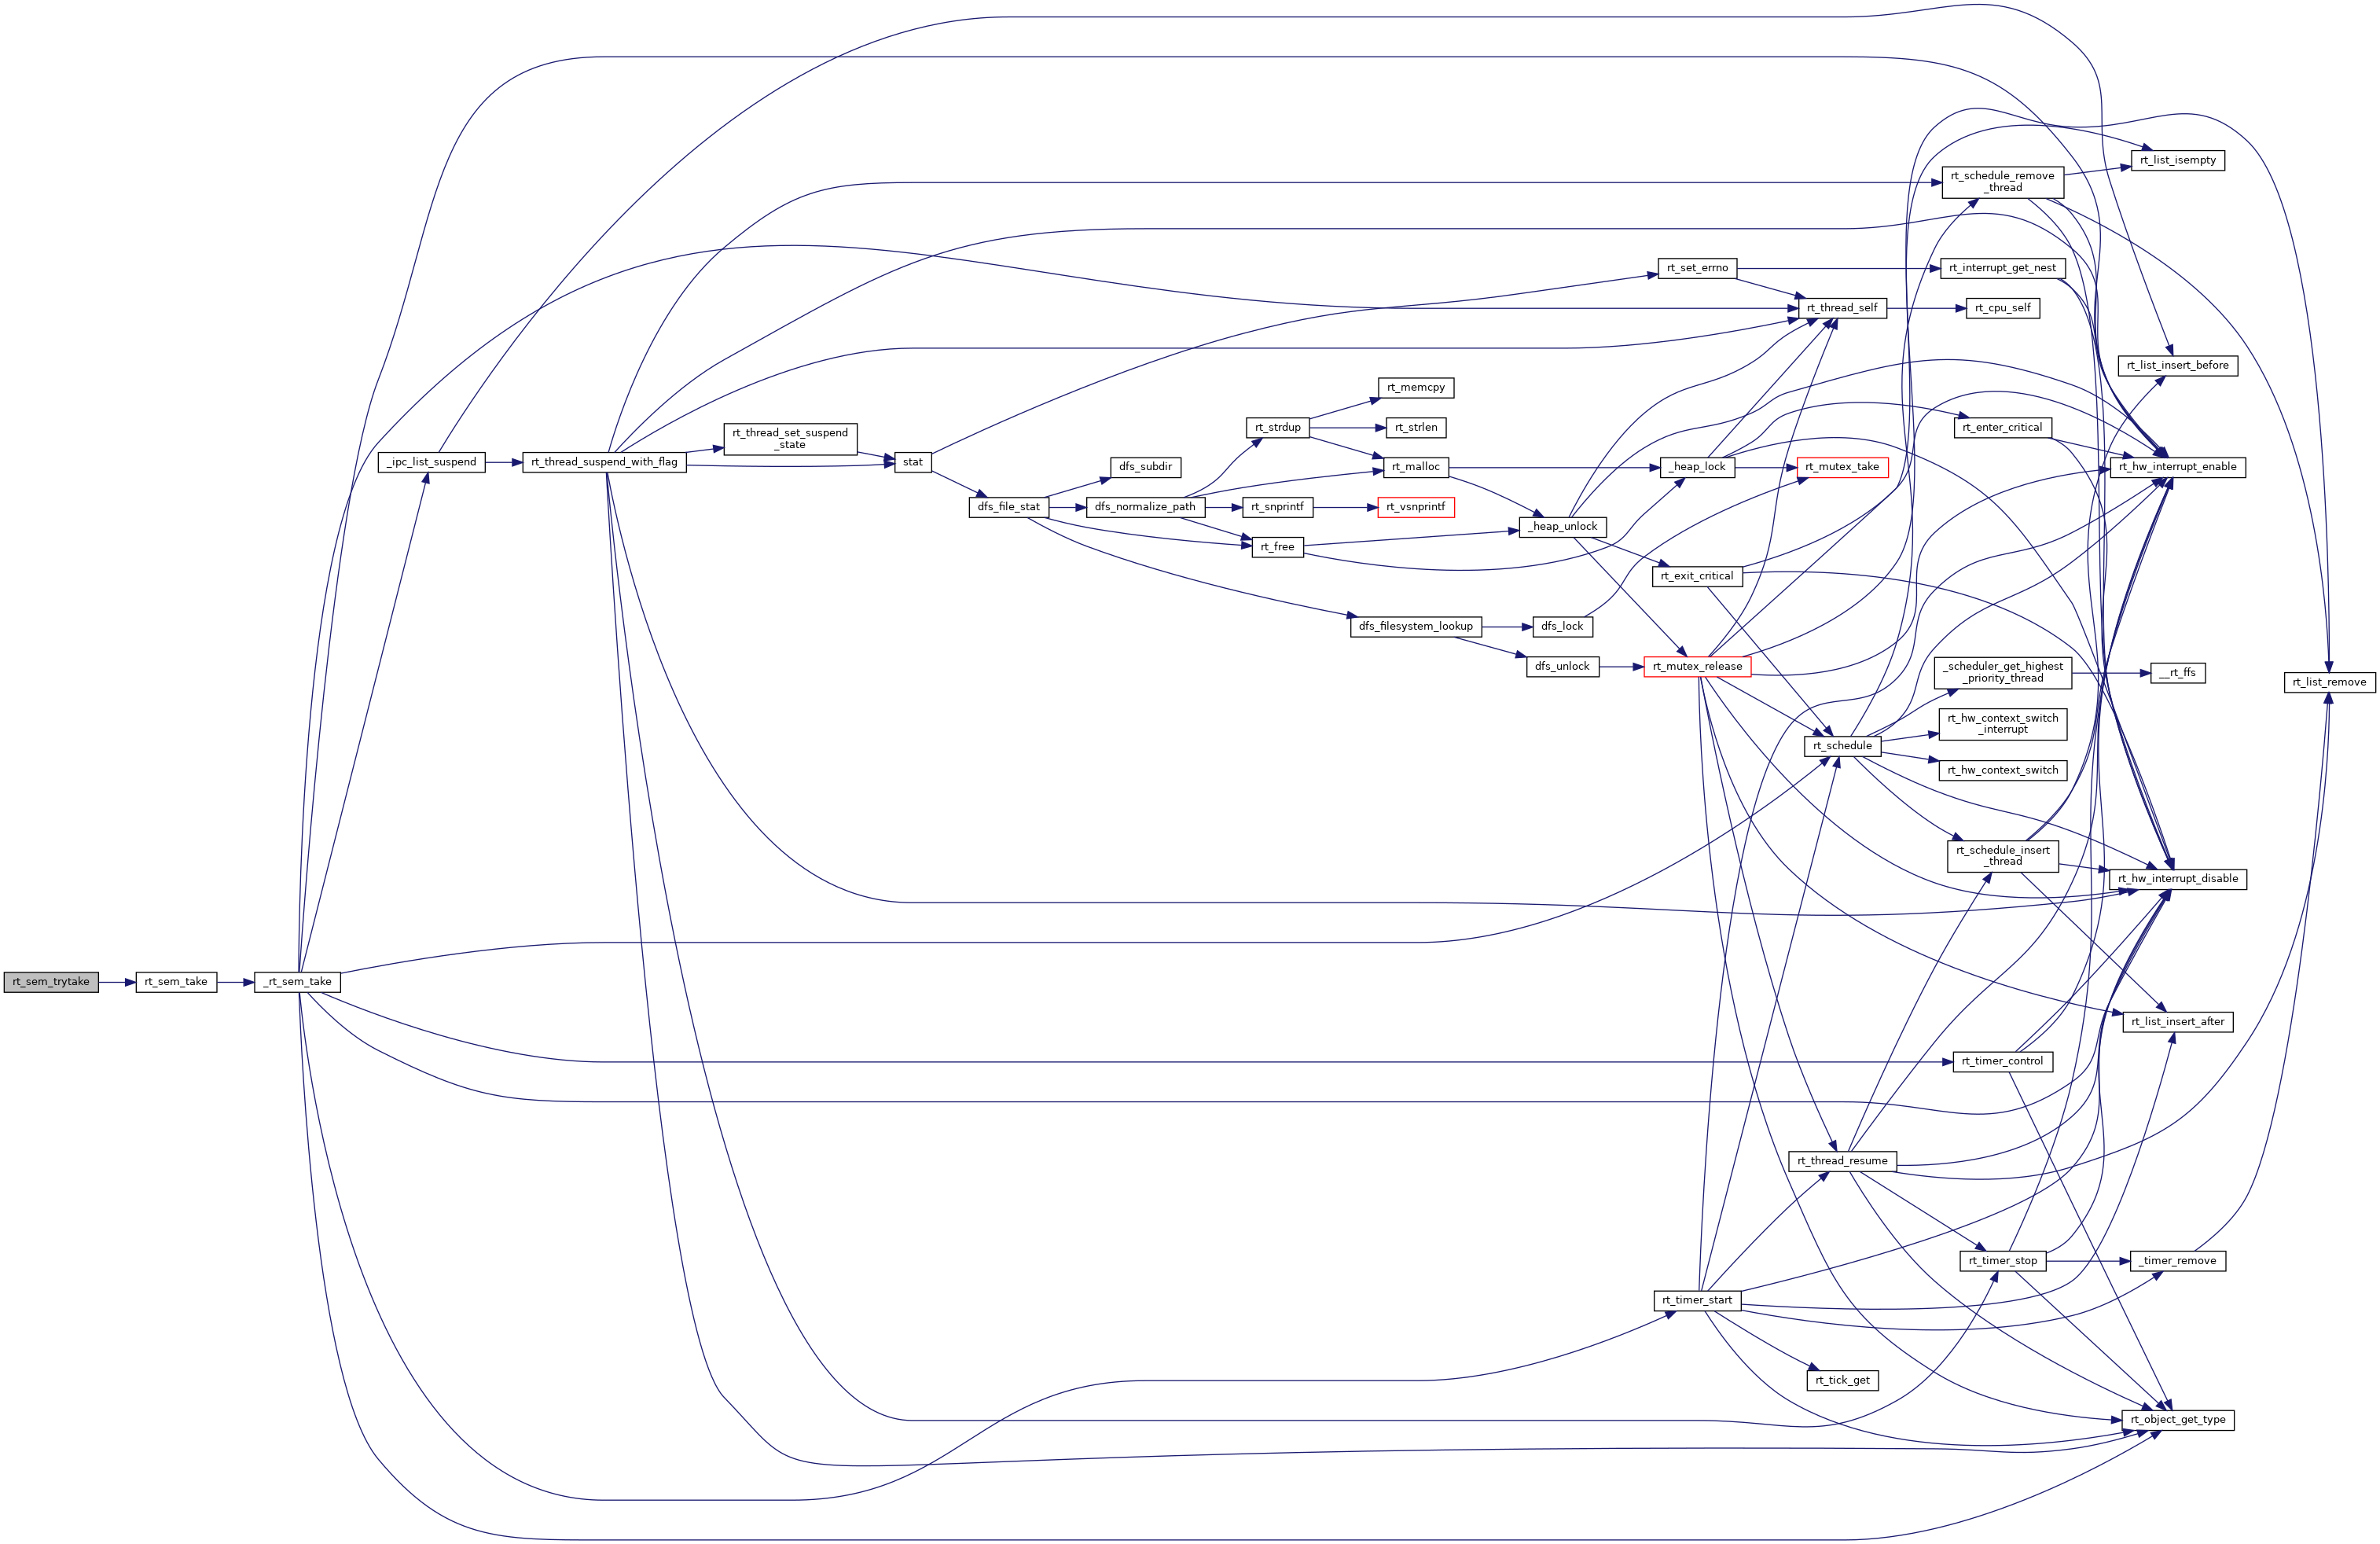 rt_sem_trytake
rt_sem_take
_rt_sem_take
_ipc_list_suspend
rt_thread_suspend_with_flag
rt_thread_set_suspend
_state
stat
dfs_file_stat
dfs_subdir
dfs_normalize_path
rt_strdup
rt_snprintf
rt_free
rt_memcpy
rt_strlen
rt_malloc
rt_vsnprintf
_heap_unlock
dfs_filesystem_lookup
dfs_lock
dfs_unlock
rt_set_errno
_heap_lock
rt_exit_critical
rt_mutex_release
rt_timer_start
rt_thread_self
rt_mutex_take
rt_schedule
rt_thread_resume
rt_tick_get
rt_schedule_remove
_thread
rt_interrupt_get_nest
rt_cpu_self
rt_enter_critical
_scheduler_get_highest
_priority_thread
rt_hw_context_switch
_interrupt
rt_hw_context_switch
rt_schedule_insert
_thread
rt_timer_control
rt_timer_stop
rt_list_isempty
rt_list_insert_before
rt_hw_interrupt_enable
__rt_ffs
rt_hw_interrupt_disable
rt_list_insert_after
_timer_remove
rt_object_get_type
rt_list_remove